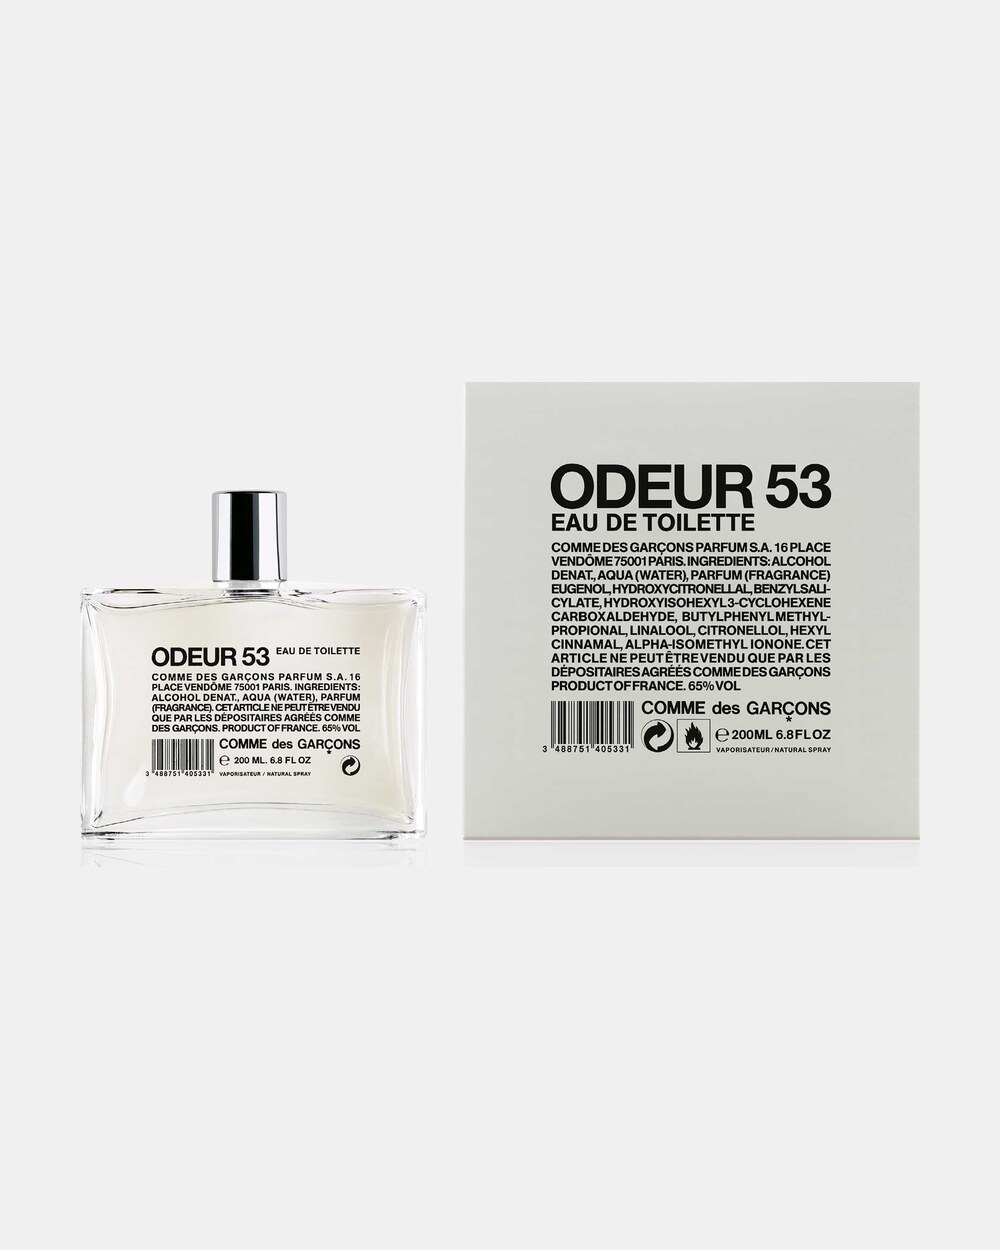 ODEUR 53 EAU DE TOILETTE
COMME DES GARÇONS PARFUM S.A. 16
PLACE VENDÔME 75001 PARIS. INGREDIENTS:
ALCOHOL DENAT., AQUA (WATER), PARFUM
(FRAGRANCE). CET ARTICLE NE PEUT ÊTRE VENDU
QUE PAR LES DÉPOSITAIRES AGRÉÉS COMME
DES GARÇONS. PRODUCT OF FRANCE. 65% VOL
COMME des GARÇONS
℮ 200 ML. 6.8 FL OZ
3 488751 405331
VAPORISATEUR / NATURAL SPRAY
ODEUR 53
EAU DE TOILETTE
COMME DES GARÇONS PARFUM S.A. 16 PLACE
VENDÔME 75001 PARIS. INGREDIENTS: ALCOHOL
DENAT., AQUA (WATER), PARFUM (FRAGRANCE)
EUGENOL, HYDROXYCITRONELLAL, BENZYL SALI-
CYLATE, HYDROXYISOHEXYL 3-CYCLOHEXENE
CARBOXALDEHYDE, BUTYLPHENYL METHYL-
PROPIONAL, LINALOOL, CITRONELLOL, HEXYL
CINNAMAL, ALPHA-ISOMETHYL IONONE. CET
ARTICLE NE PEUT ÊTRE VENDU QUE PAR LES
DÉPOSITAIRES AGRÉÉS COMME DES GARÇONS
PRODUCT OF FRANCE. 65% VOL
COMME des GARÇONS
℮ 200ML 6.8 FL OZ
3 488751 405331
VAPORISATEUR / NATURAL SPRAY